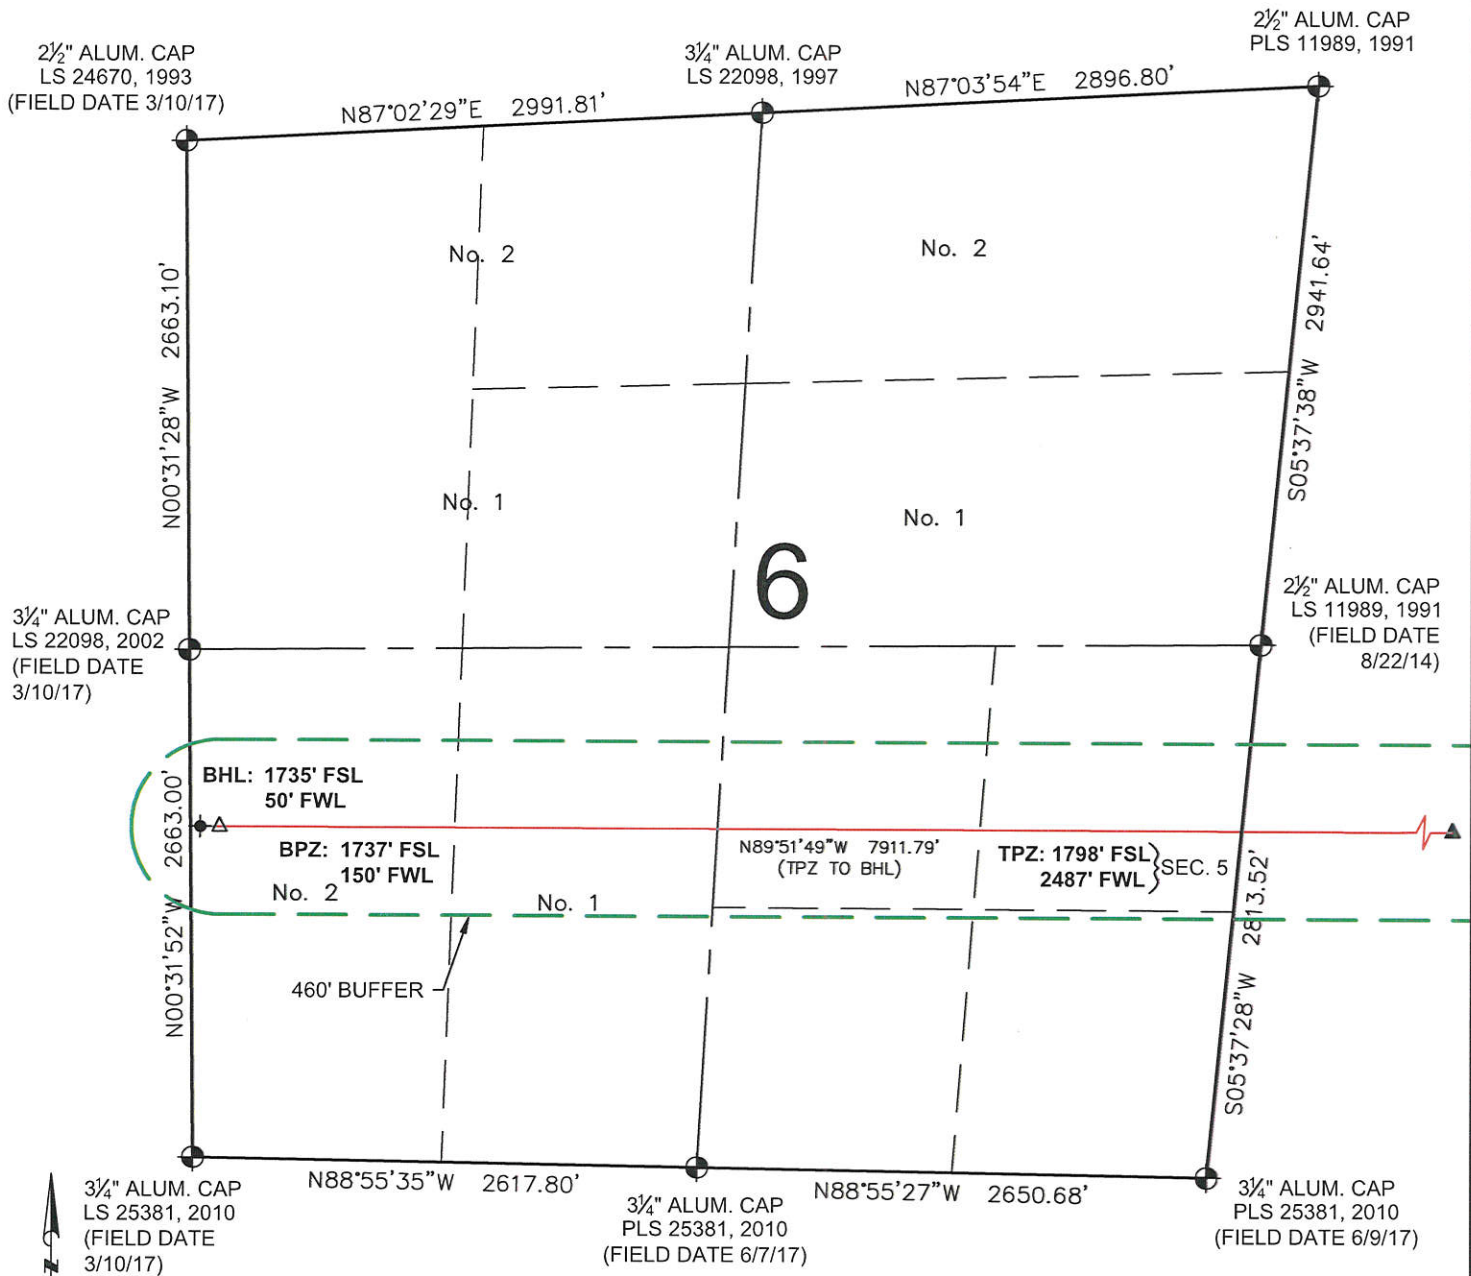 2½" ALUM. CAP
PLS 11989, 1991
2½" ALUM. CAP
LS 24670, 1993
(FIELD DATE 3/10/17)
3¼" ALUM. CAP
LS 22098, 1997
N87°03'54"E 2896.80'
N87°02'29"E 2991.81'
No. 2
No. 2
N00°31'28"W 2663.10'
S05°37'38"W 2941.64'
No. 1
No. 1
6
3¼" ALUM. CAP
LS 22098, 2002
(FIELD DATE
3/10/17)
2½" ALUM. CAP
LS 11989, 1991
(FIELD DATE
8/22/14)
BHL: 1735' FSL
50' FWL
BPZ: 1737' FSL
150' FWL
N89°51'49"W 7911.79'
(TPZ TO BHL)
TPZ: 1798' FSL
2487' FWL
SEC. 5
No. 2
No. 1
N00°31'52"W 2663.00'
S05°37'28"W 2813.52'
460' BUFFER
N88°55'35"W 2617.80'
N88°55'27"W 2650.68'
3¼" ALUM. CAP
LS 25381, 2010
(FIELD DATE
3/10/17)
3¼" ALUM. CAP
PLS 25381, 2010
(FIELD DATE 6/7/17)
3¼" ALUM. CAP
PLS 25381, 2010
(FIELD DATE 6/9/17)
N